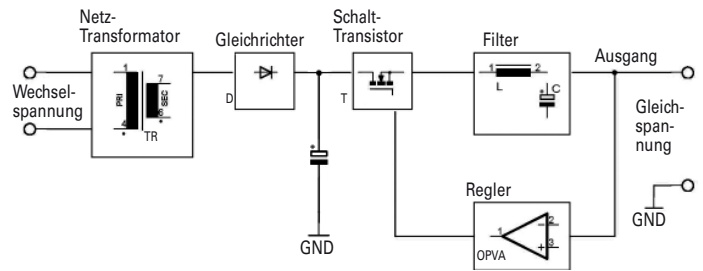 Netz-
Transformator
Gleichrichter
Schalt-
Transistor
Filter
Ausgang
Wechsel-
spannung
1
4
PRI
7
6
SEC
TR
D
T
1
2
L
C
+
+
Gleich-
span-
nung
GND
Regler
1
2
3
-
+
OPVA
GND